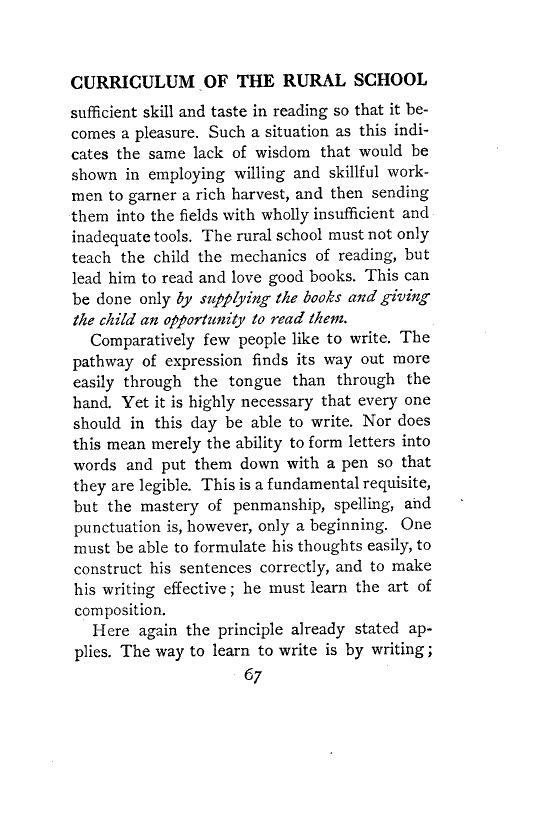 CURRICULUM OF THE RURAL SCHOOL
sufficient skill and taste in reading so that it be-
comes a pleasure. Such a situation as this indi-
cates the same lack of wisdom that would be
shown in employing willing and skillful work-
men to garner a rich harvest, and then sending
them into the fields with wholly insufficient and
inadequate tools. The rural school must not only
teach the child the mechanics of reading, but
lead him to read and love good books. This can
be done only by supplying the books and giving
the child an opportunity to read them.
Comparatively few people like to write. The
pathway of expression finds its way out more
easily through the tongue than through the
hand. Yet it is highly necessary that every one
should in this day be able to write. Nor does
this mean merely the ability to form letters into
words and put them down with a pen so that
they are legible. This is a fundamental requisite,
but the mastery of penmanship, spelling, and
punctuation is, however, only a beginning. One
must be able to formulate his thoughts easily, to
construct his sentences correctly, and to make
his writing effective; he must learn the art of
composition.
Here again the principle already stated ap-
plies. The way to learn to write is by writing;
67